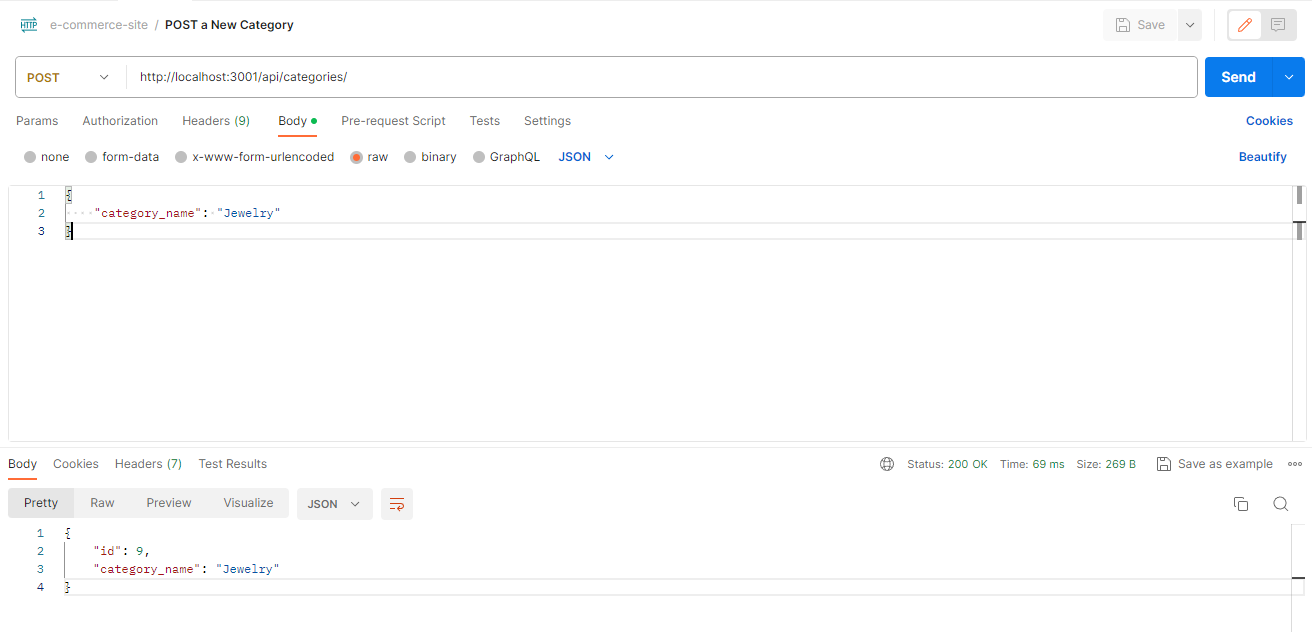 HTTP e-commerce-site / POST a New Category Save
POST http://localhost:3001/api/categories/ Send
Params Authorization Headers (9) Body Pre-request Script Tests Settings Cookies
none form-data x-www-form-urlencoded raw binary GraphQL JSON Beautify
1 {
2 ····"category_name":·"Jewelry"
3 }
Body Cookies Headers (7) Test Results Status: 200 OK Time: 69 ms Size: 269 B Save as example
Pretty Raw Preview Visualize JSON
1 {
2 "id": 9,
3 "category_name": "Jewelry"
4 }